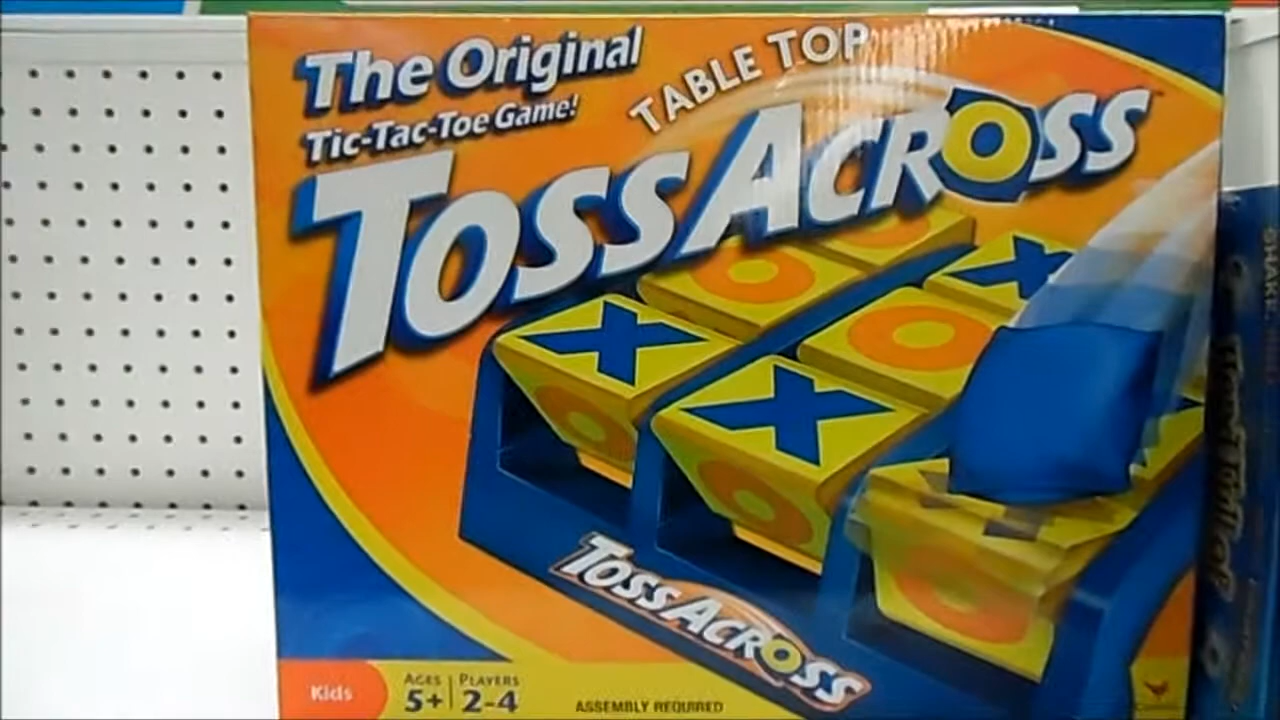 The Original
Tic-Tac-Toe Game!
TABLE TOP
TOSS ACROSS
TOSS ACROSS
Kids
AGES 5+
PLAYERS 2-4
ASSEMBLY REQUIRED